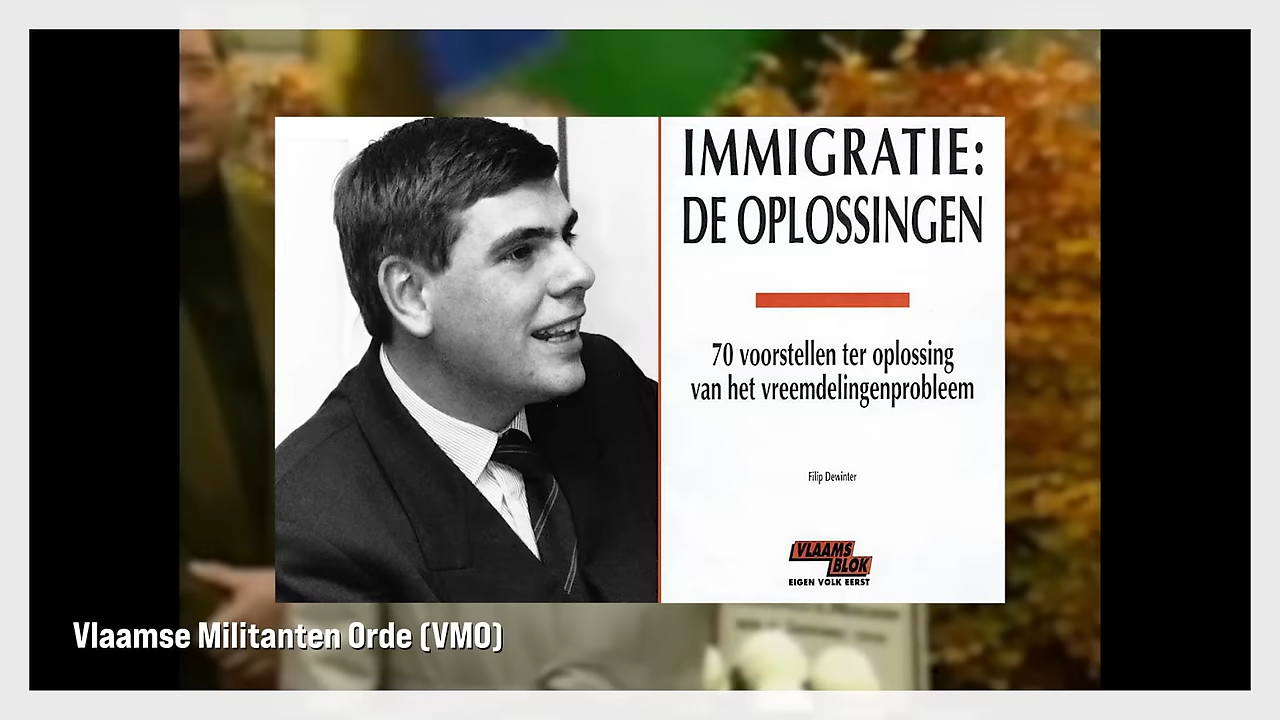 IMMIGRATIE:
DE OPLOSSINGEN
70 voorstellen ter oplossing
van het vreemdelingenprobleem
Filip Dewinter
VLAAMS
BLOK
EIGEN VOLK EERST
Vlaamse Militanten Orde (VMO)